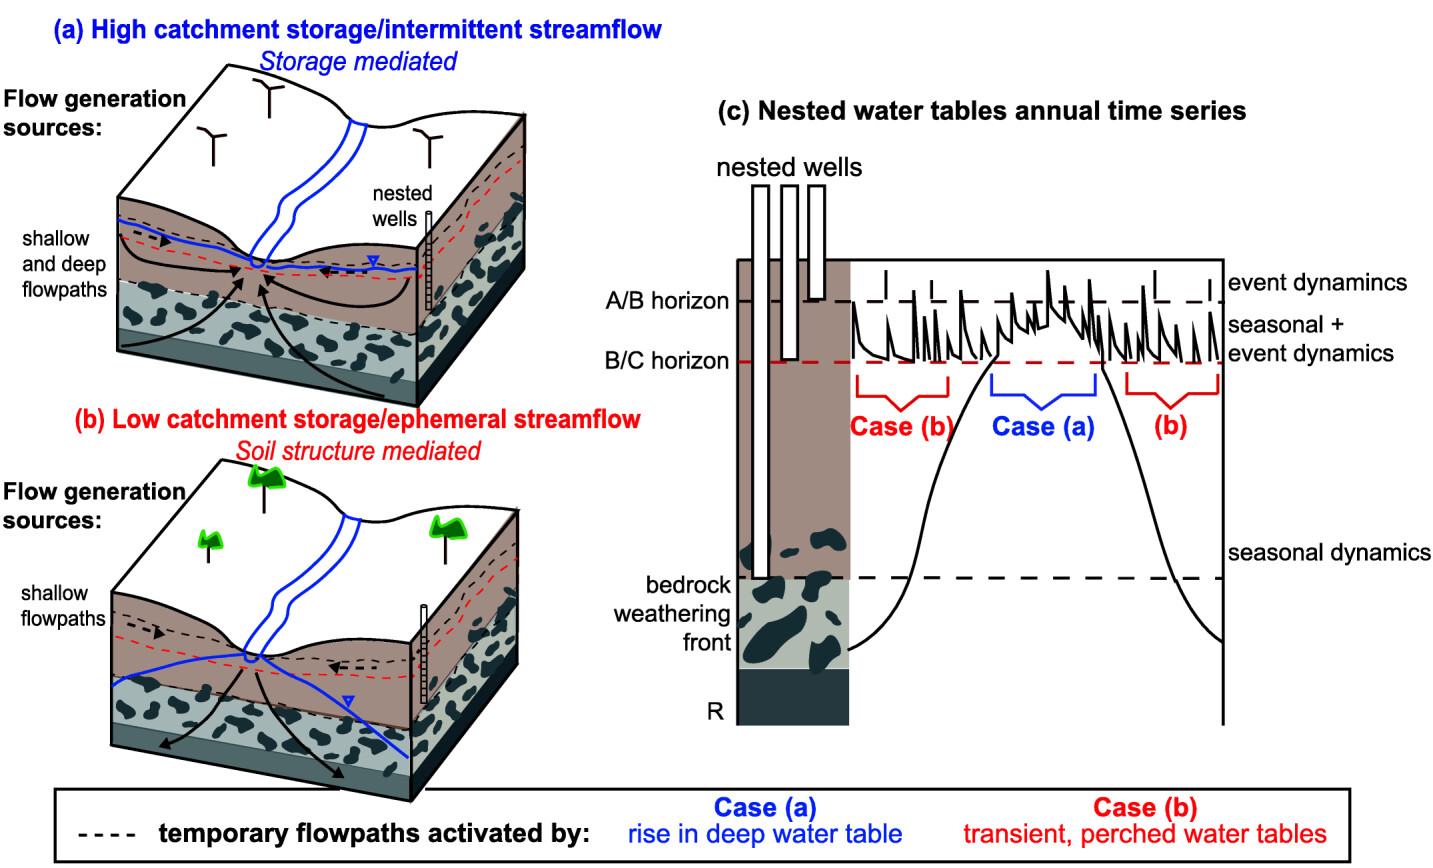 (a) High catchment storage/intermittent streamflow
Storage mediated
Flow generation
sources:
nested
wells
shallow
and deep
flowpaths
(b) Low catchment storage/ephemeral streamflow
Soil structure mediated
Flow generation
sources:
shallow
flowpaths
(c) Nested water tables annual time series
nested wells
A/B horizon
B/C horizon
bedrock
weathering
front
R
event dynamincs
seasonal +
event dynamics
seasonal dynamics
Case (b)
Case (a)
(b)
Case (a)
Case (b)
temporary flowpaths activated by:
rise in deep water table
transient, perched water tables